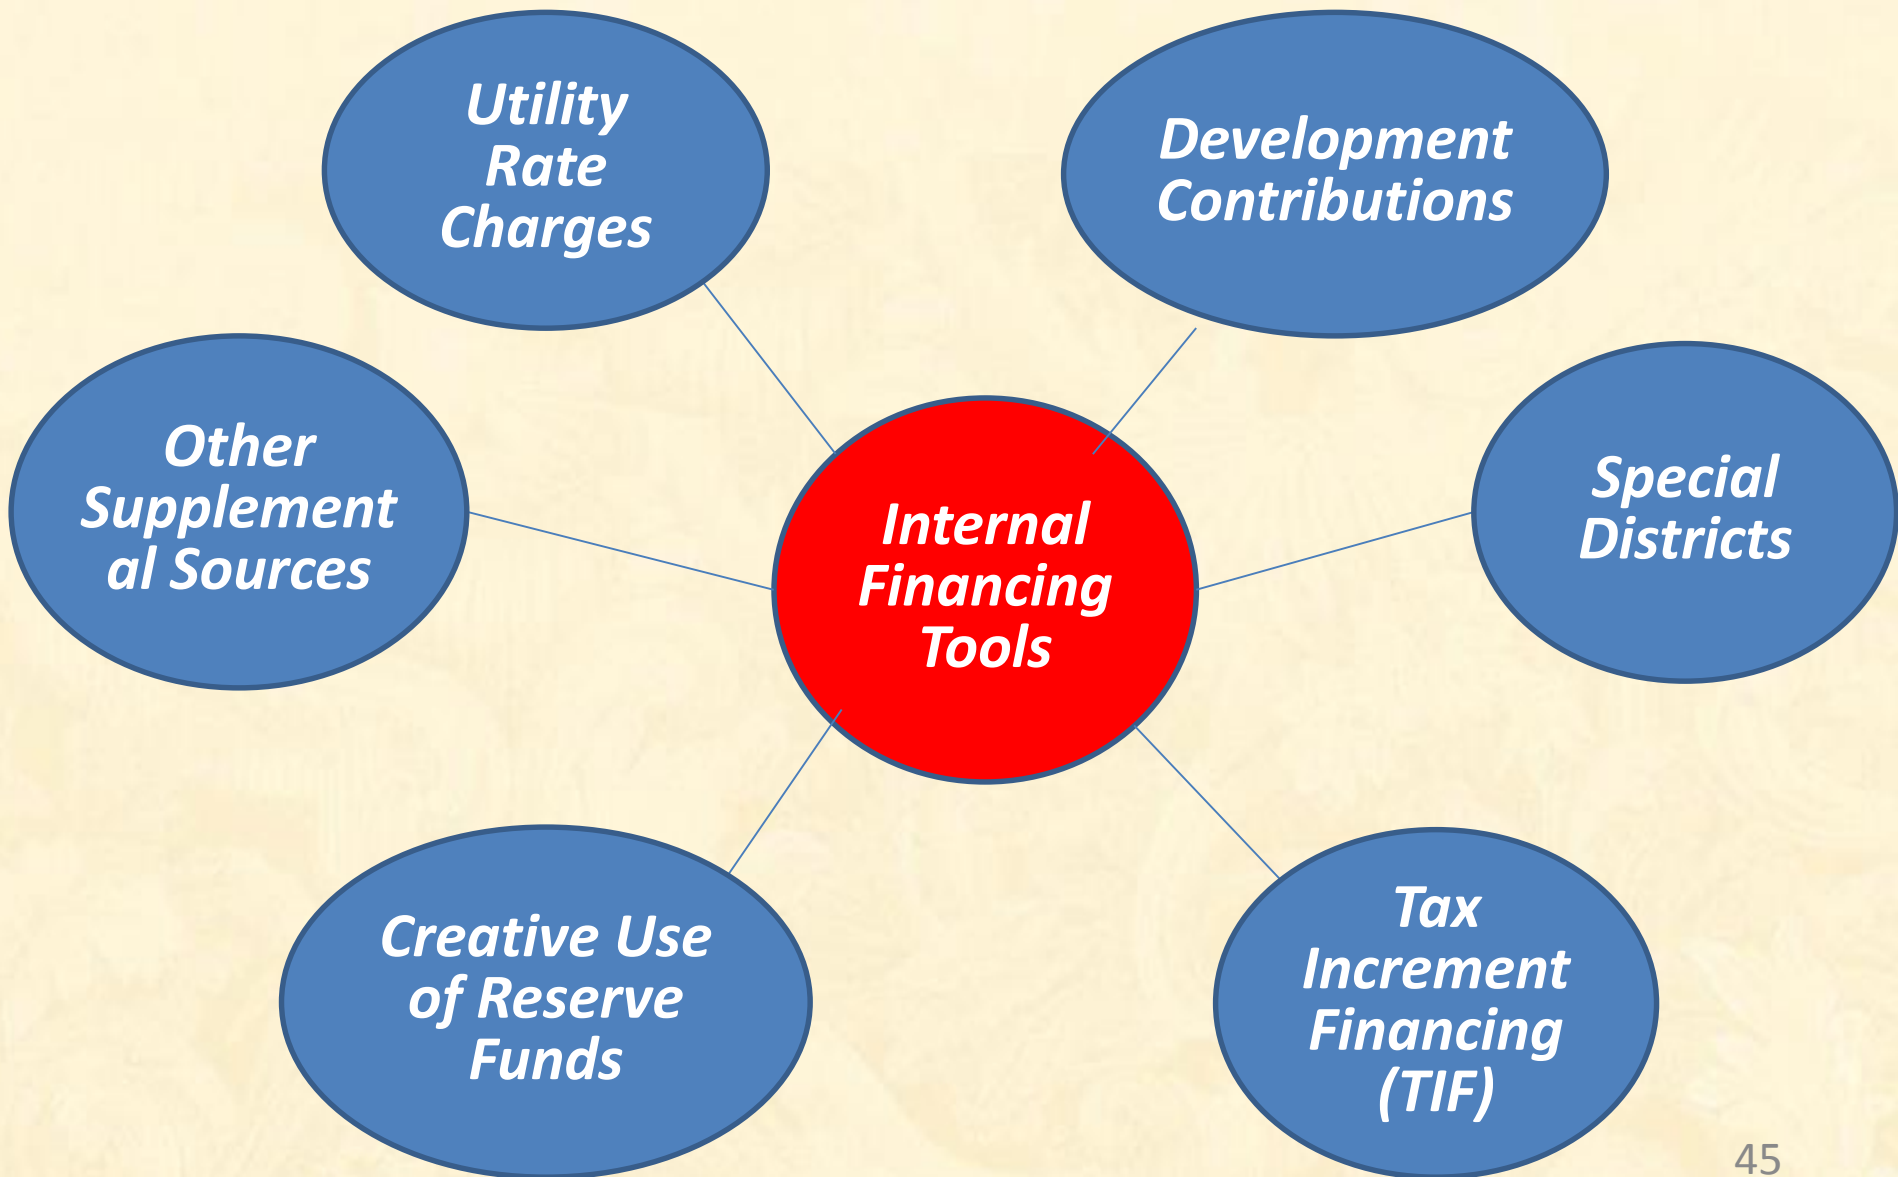 Utility
Rate
Charges
Development
Contributions
Other
Supplement
al Sources
Internal
Financing
Tools
Special
Districts
Creative Use
of Reserve
Funds
Tax
Increment
Financing
(TIF)
45